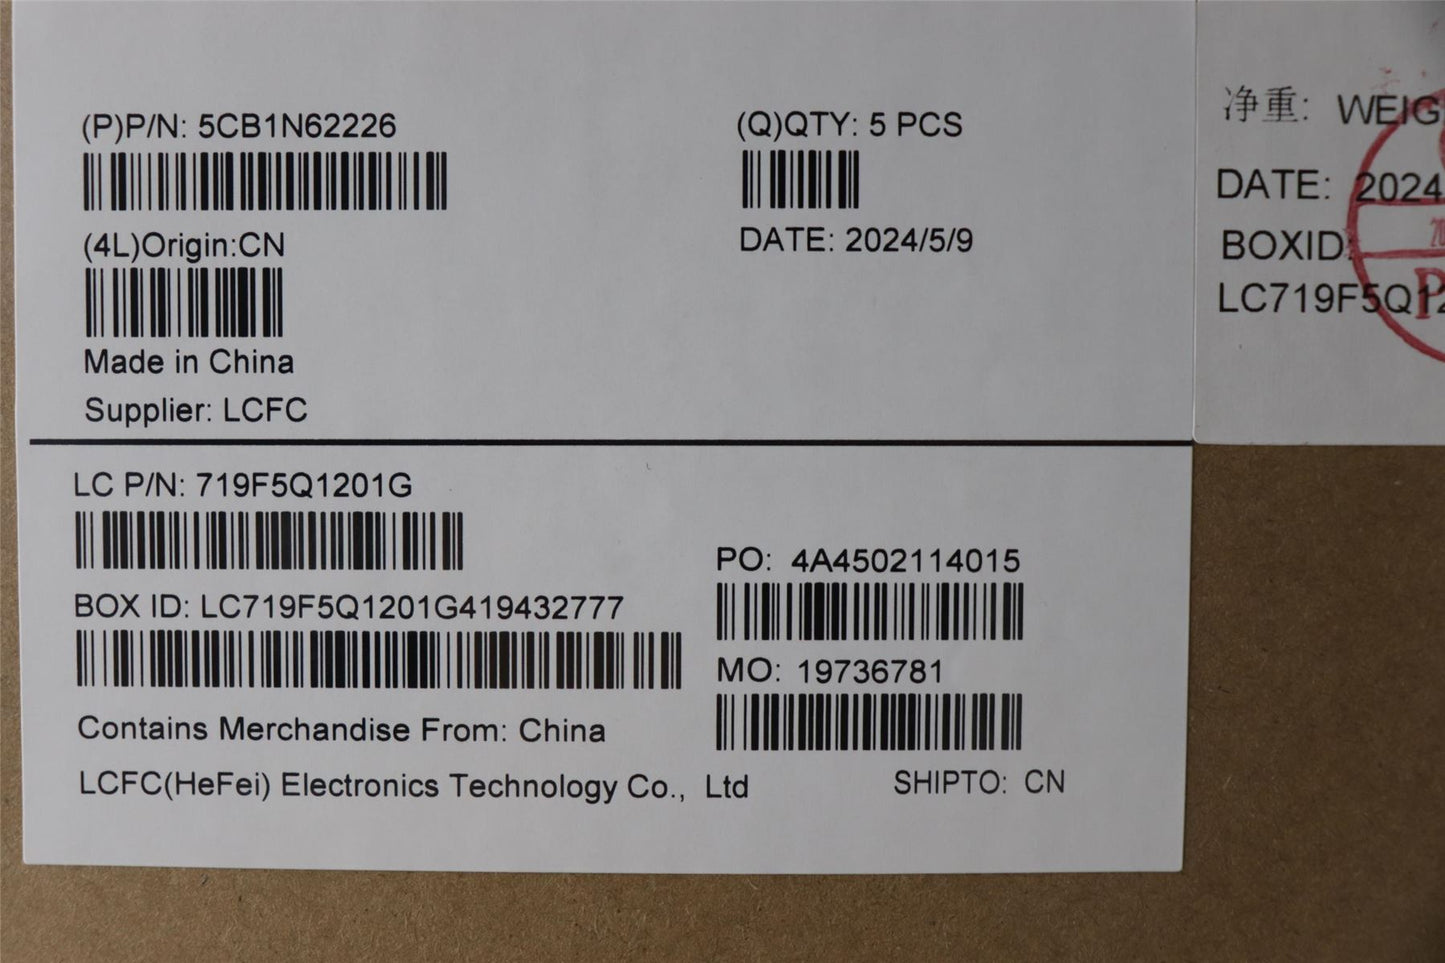 (P)P/N: 5CB1N62226
(Q)QTY: 5 PCS
(4L)Origin:CN
DATE: 2024/5/9
Made in China
Supplier: LCFC
LC P/N: 719F5Q1201G
PO: 4A4502114015
BOX ID: LC719F5Q1201G419432777
MO: 19736781
Contains Merchandise From: China
LCFC(HeFei) Electronics Technology Co., Ltd
SHIPTO: CN
净重: WEIG
DATE: 2024
BOXID:
LC719F5Q12